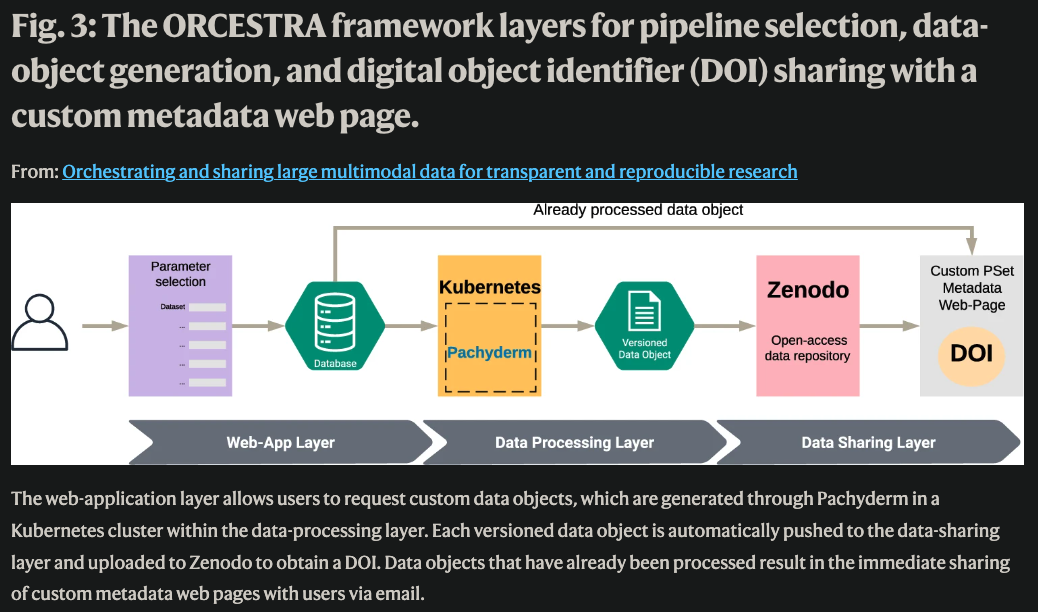 Fig. 3: The ORCESTRA framework layers for pipeline selection, data-
object generation, and digital object identifier (DOI) sharing with a
custom metadata web page.
From: Orchestrating and sharing large multimodal data for transparent and reproducible research
Already processed data object
Parameter
selection
Dataset
...
...
...
...
Database
Kubernetes
Pachyderm
Versioned
Data Object
Zenodo
Open-access
data repository
Custom PSet
Metadata
Web-Page
DOI
Web-App Layer
Data Processing Layer
Data Sharing Layer
The web-application layer allows users to request custom data objects, which are generated through Pachyderm in a
Kubernetes cluster within the data-processing layer. Each versioned data object is automatically pushed to the data-sharing
layer and uploaded to Zenodo to obtain a DOI. Data objects that have already been processed result in the immediate sharing
of custom metadata web pages with users via email.